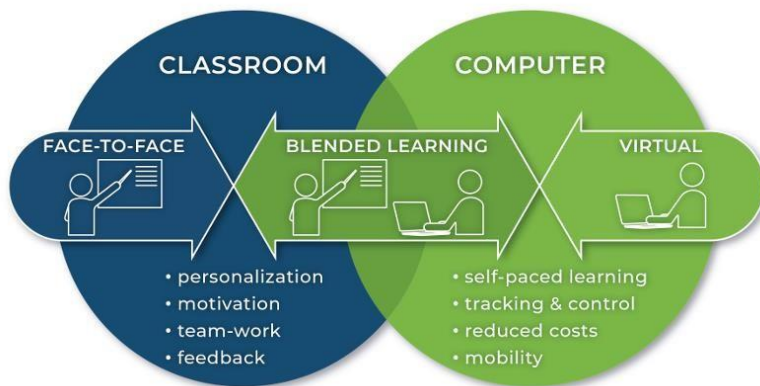 CLASSROOM
COMPUTER
FACE-TO-FACE
BLENDED LEARNING
VIRTUAL
• personalization
• motivation
• team-work
• feedback
• self-paced learning
• tracking & control
• reduced costs
• mobility